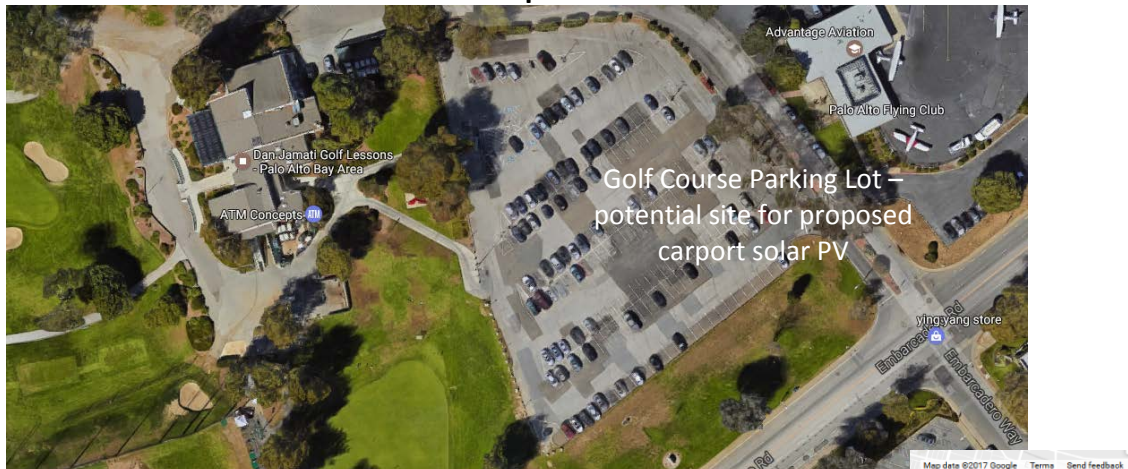 Advantage Aviation
Palo Alto Flying Club
Dan Jamati Golf Lessons
- Palo Alto Bay Area
ATM Concepts
ATM
Golf Course Parking Lot –
potential site for proposed
carport solar PV
ying yang store
Embarcadero Rd
Embarcadero Way
Rd
Map data ©2017 Google Terms Send feedback